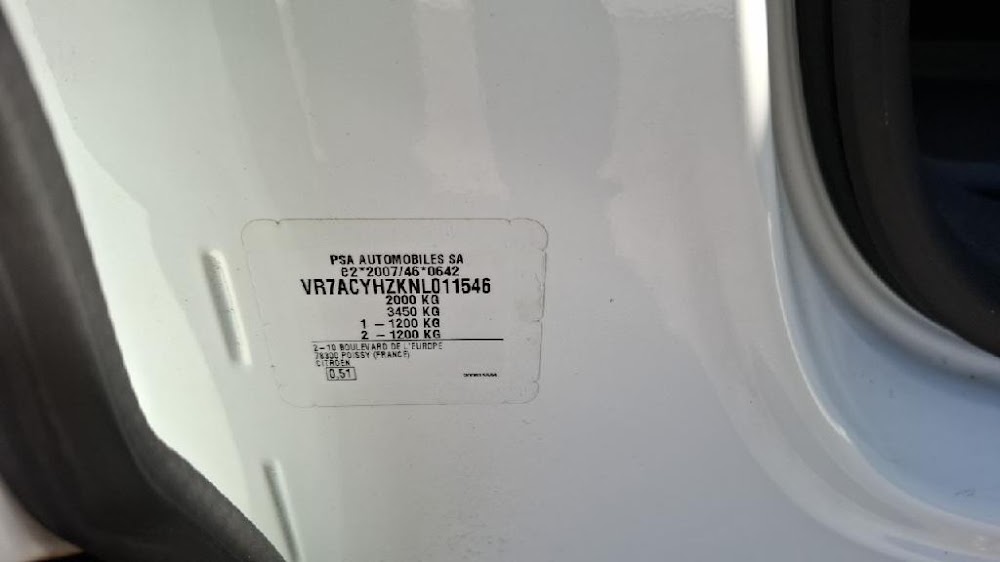 PSA AUTOMOBILES SA
e2*2007/46*0642
VR7ACYHZKNL011546
2000 KG
3450 KG
1 – 1200 KG
2 – 1200 KG
2–10 BOULEVARD DE L'EUROPE
78300 POISSY (FRANCE)
CITROEN
0.51